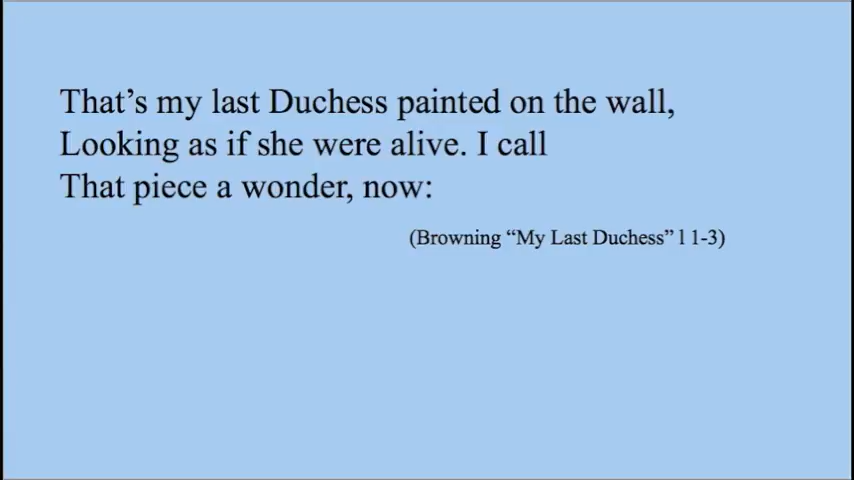 That’s my last Duchess painted on the wall,
Looking as if she were alive. I call
That piece a wonder, now:
(Browning “My Last Duchess” l 1-3)